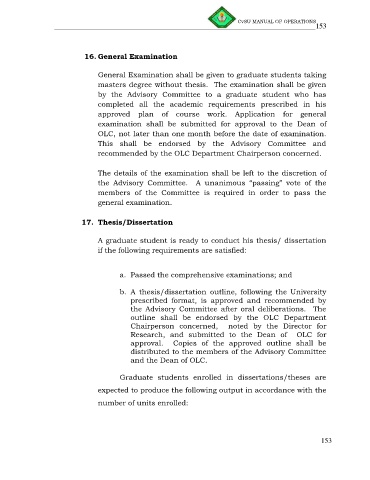 CvSU MANUAL OF OPERATIONS
153
16. General Examination
General Examination shall be given to graduate students taking
masters degree without thesis. The examination shall be given
by the Advisory Committee to a graduate student who has
completed all the academic requirements prescribed in his
approved plan of course work. Application for general
examination shall be submitted for approval to the Dean of
OLC, not later than one month before the date of examination.
This shall be endorsed by the Advisory Committee and
recommended by the OLC Department Chairperson concerned.
The details of the examination shall be left to the discretion of
the Advisory Committee. A unanimous “passing” vote of the
members of the Committee is required in order to pass the
general examination.
17. Thesis/Dissertation
A graduate student is ready to conduct his thesis/ dissertation
if the following requirements are satisfied:
a. Passed the comprehensive examinations; and
b. A thesis/dissertation outline, following the University
prescribed format, is approved and recommended by
the Advisory Committee after oral deliberations. The
outline shall be endorsed by the OLC Department
Chairperson concerned, noted by the Director for
Research, and submitted to the Dean of OLC for
approval. Copies of the approved outline shall be
distributed to the members of the Advisory Committee
and the Dean of OLC.
Graduate students enrolled in dissertations/theses are
expected to produce the following output in accordance with the
number of units enrolled:
153